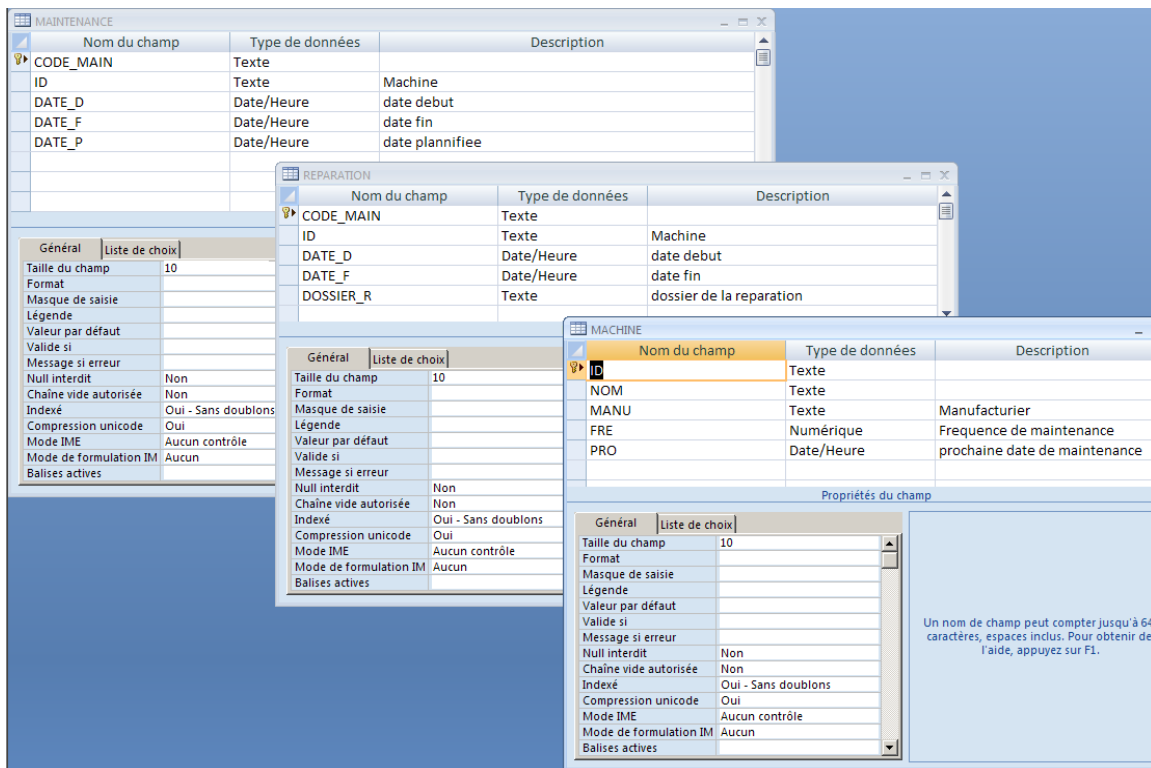 MAINTENANCE
Nom du champ Type de données Description
CODE_MAIN Texte
ID Texte Machine
DATE_D Date/Heure date debut
DATE_F Date/Heure date fin
DATE_P Date/Heure date plannifiee
Général Liste de choix
Taille du champ 10
Format
Masque de saisie
Légende
Valeur par défaut
Valide si
Message si erreur
Null interdit Non
Chaîne vide autorisée Non
Indexé Oui - Sans doublons
Compression unicode Oui
Mode IME Aucun contrôle
Mode de formulation IM Aucun
Balises actives
REPARATION
Nom du champ Type de données Description
CODE_MAIN Texte
ID Texte Machine
DATE_D Date/Heure date debut
DATE_F Date/Heure date fin
DOSSIER_R Texte dossier de la reparation
Général Liste de choix
Taille du champ 10
Format
Masque de saisie
Légende
Valeur par défaut
Valide si
Message si erreur
Null interdit Non
Chaîne vide autorisée Non
Indexé Oui - Sans doublons
Compression unicode Oui
Mode IME Aucun contrôle
Mode de formulation IM Aucun
Balises actives
MACHINE
Nom du champ Type de données Description
ID Texte
NOM Texte
MANU Texte Manufacturier
FRE Numérique Frequence de maintenance
PRO Date/Heure prochaine date de maintenance
Propriétés du champ
Général Liste de choix
Taille du champ 10
Format
Masque de saisie
Légende
Valeur par défaut
Valide si
Message si erreur
Null interdit Non
Chaîne vide autorisée Non
Indexé Oui - Sans doublons
Compression unicode Oui
Mode IME Aucun contrôle
Mode de formulation IM Aucun
Balises actives
Un nom de champ peut compter jusqu'à 64
caractères, espaces inclus. Pour obtenir de
l'aide, appuyez sur F1.